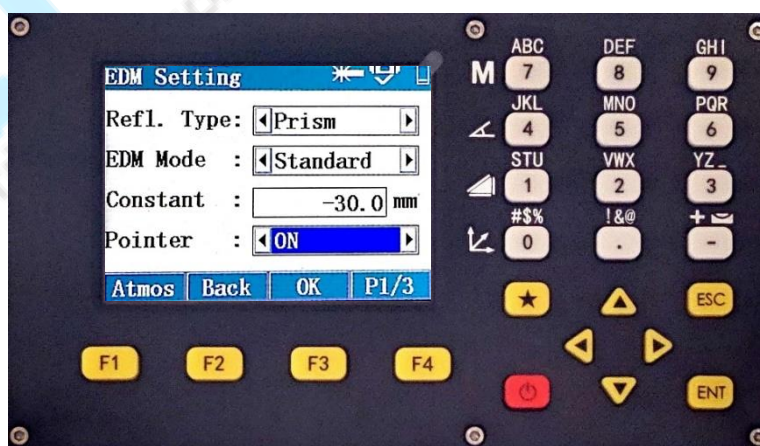 EDM Setting
Refl. Type: Prism
EDM Mode : Standard
Constant : -30.0 mm
Pointer : ON
Atmos Back OK P1/3
F1 F2 F3 F4
ABC DEF GHI
M 7 8 9
JKL MNO PQR
4 5 6
STU VWX YZ_
1 2 3
#$% !&@ +
0 . -
ESC
ENT